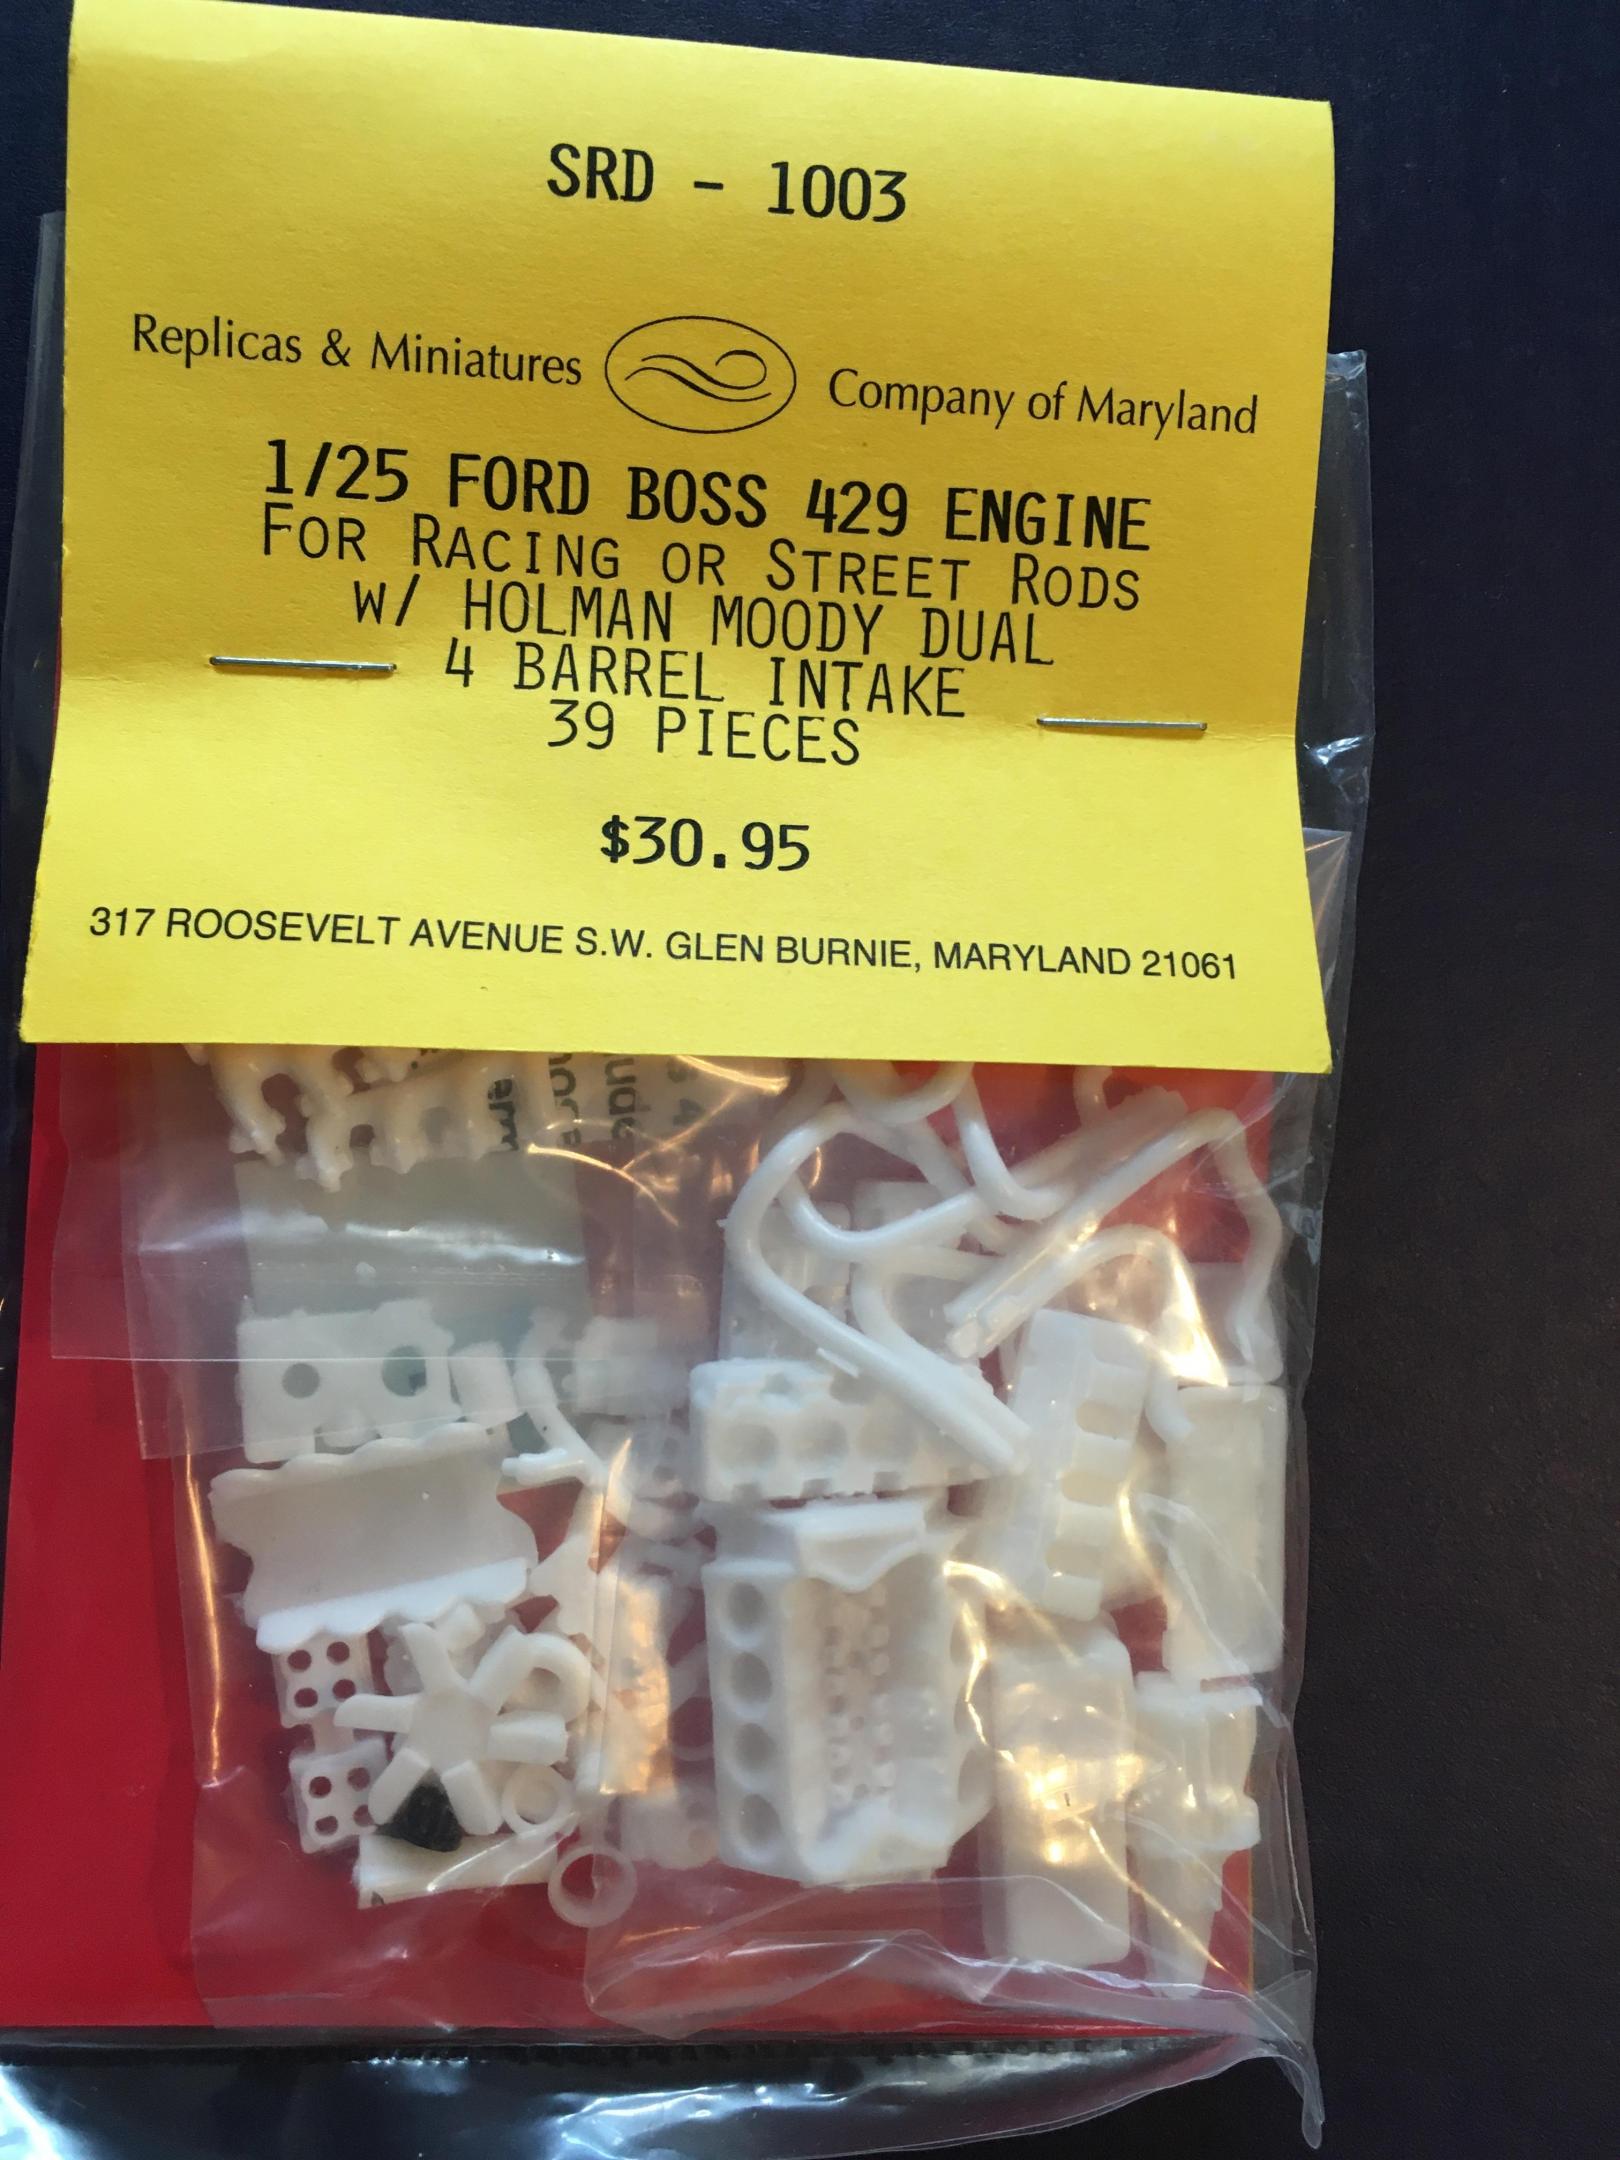 SRD - 1003
Replicas & Miniatures Company of Maryland
1/25 FORD BOSS 429 ENGINE
FOR RACING OR STREET RODS
W/ HOLMAN MOODY DUAL
4 BARREL INTAKE
39 PIECES
$30.95
317 ROOSEVELT AVENUE S.W. GLEN BURNIE, MARYLAND 21061